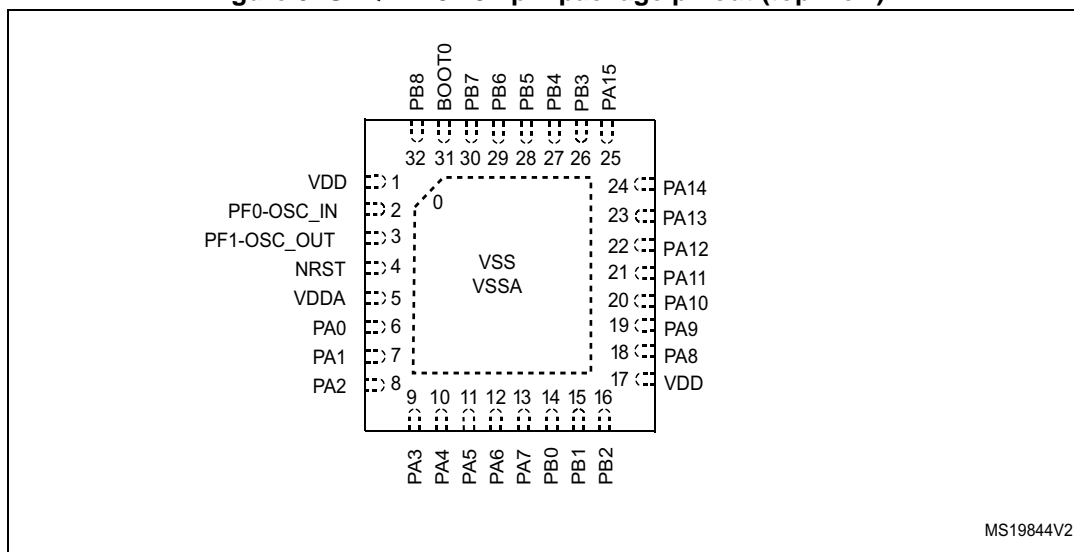 PB8
BOOT0
PB7
PB6
PB5
PB4
PB3
PA15
32 31 30 29 28 27 26 25
VDD 1
PF0-OSC_IN 2
PF1-OSC_OUT 3
NRST 4
VDDA 5
PA0 6
PA1 7
PA2 8
0
VSS
VSSA
24 PA14
23 PA13
22 PA12
21 PA11
20 PA10
19 PA9
18 PA8
17 VDD
9 10 11 12 13 14 15 16
PA3
PA4
PA5
PA6
PA7
PB0
PB1
PB2
MS19844V2